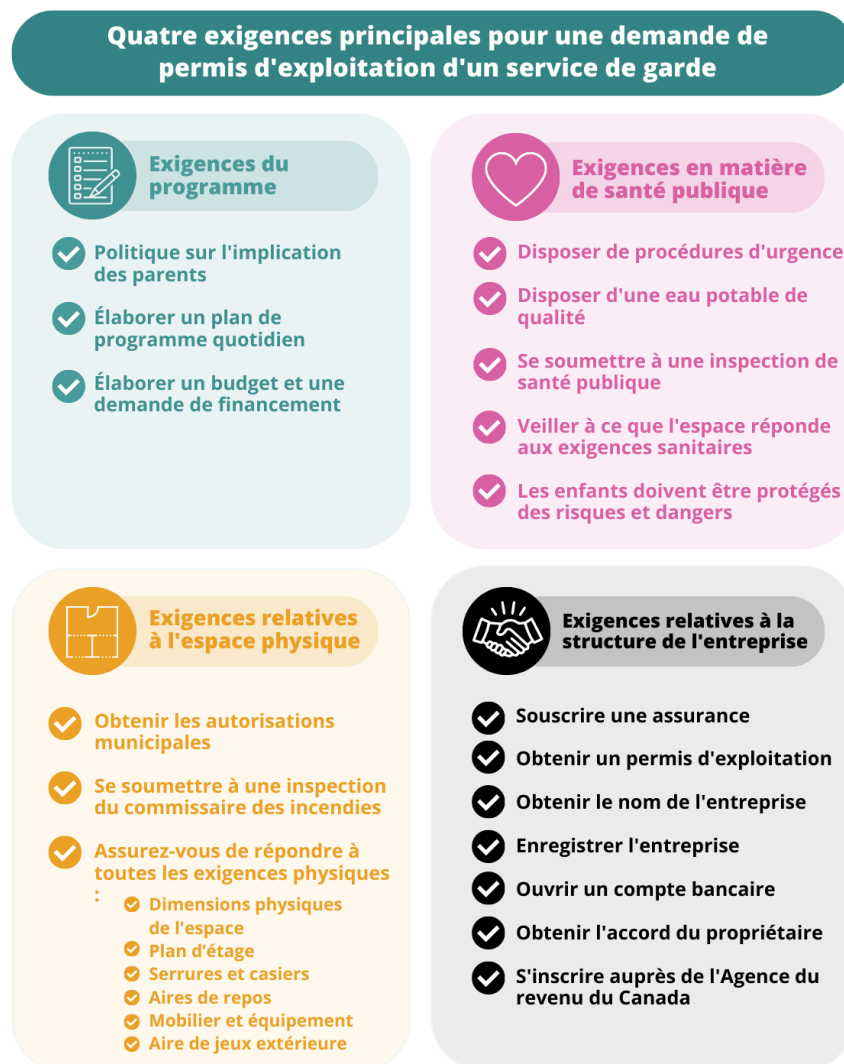 Quatre exigences principales pour une demande de
permis d'exploitation d'un service de garde
Exigences du
programme
Politique sur l'implication
des parents
Élaborer un plan de
programme quotidien
Élaborer un budget et une
demande de financement
Exigences en matière
de santé publique
Disposer de procédures d'urgence
Disposer d'une eau potable de
qualité
Se soumettre à une inspection de
santé publique
Veiller à ce que l'espace réponde
aux exigences sanitaires
Les enfants doivent être protégés
des risques et dangers
Exigences relatives
à l'espace physique
Obtenir les autorisations
municipales
Se soumettre à une inspection
du commissaire des incendies
Assurez-vous de répondre à
toutes les exigences physiques
:
Dimensions physiques
de l'espace
Plan d’étage
Serrures et casiers
Aires de repos
Mobilier et équipement
Aire de jeux extérieure
Exigences relatives à la
structure de l'entreprise
Souscrire une assurance
Obtenir un permis d'exploitation
Obtenir le nom de l'entreprise
Enregistrer l'entreprise
Ouvrir un compte bancaire
Obtenir l'accord du propriétaire
S'inscrire auprès de l'Agence du
revenu du Canada